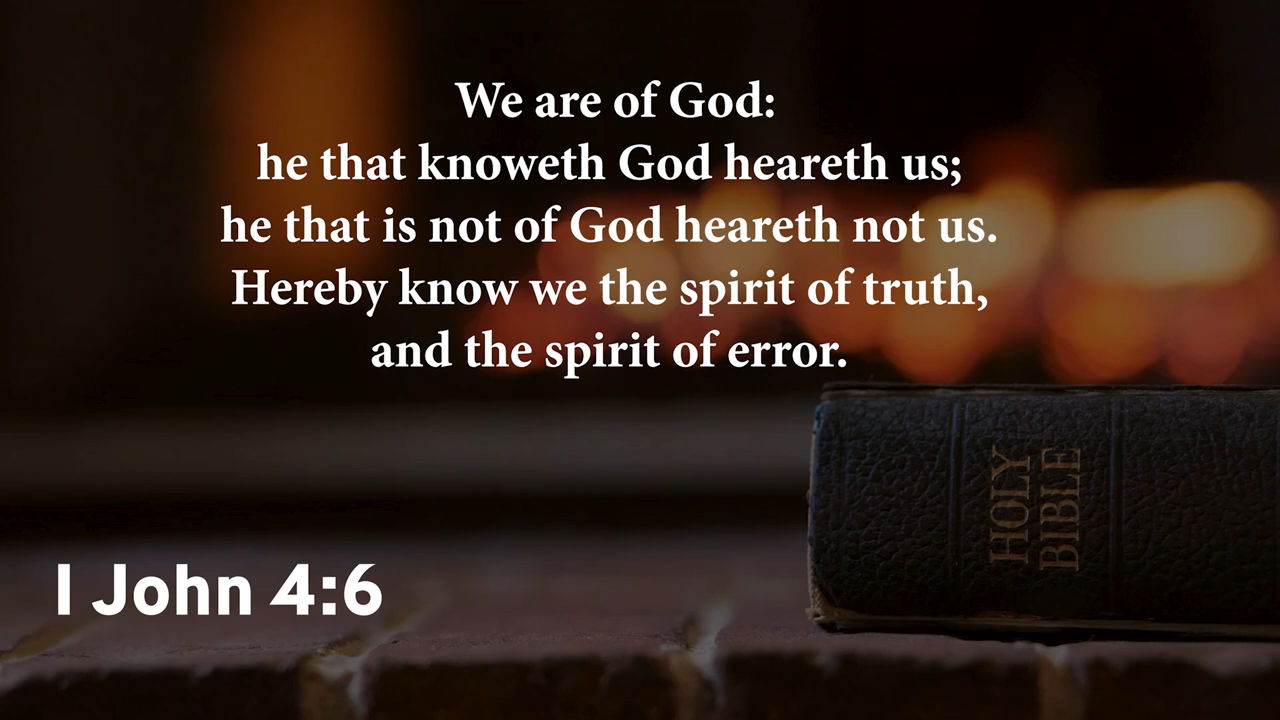 We are of God:
he that knoweth God heareth us;
he that is not of God heareth not us.
Hereby know we the spirit of truth,
and the spirit of error.
HOLY
BIBLE
I John 4:6